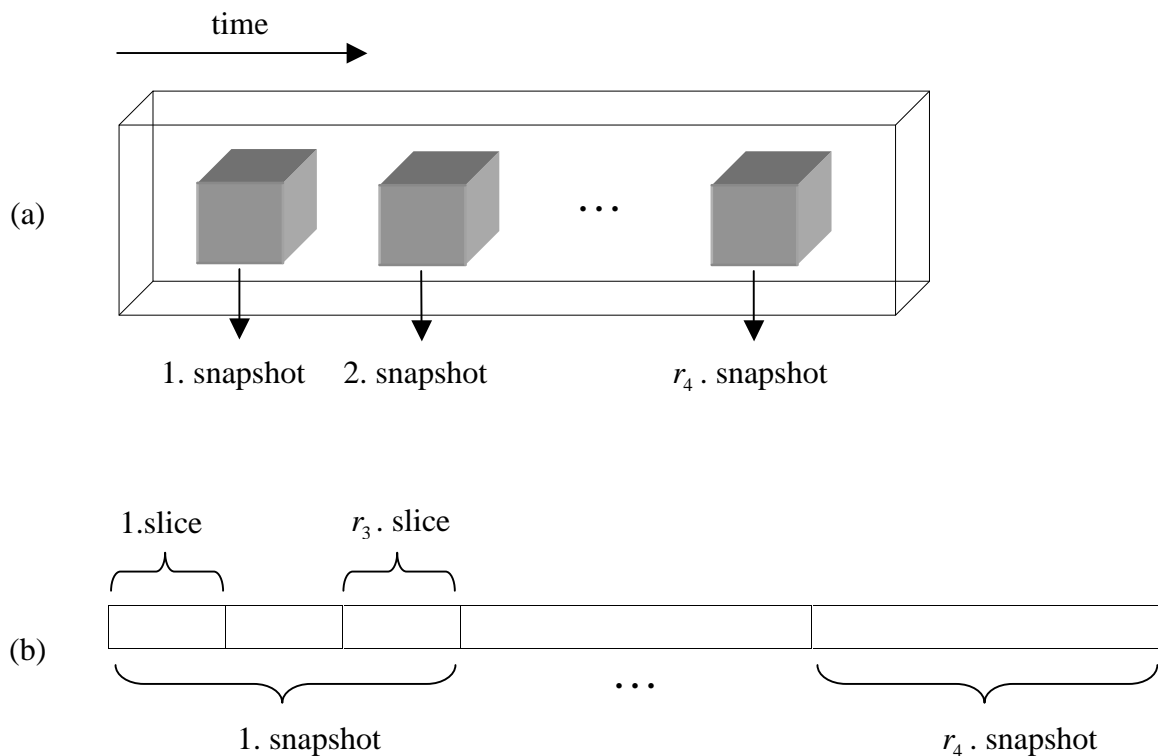 time
(a)
...
1. snapshot 2. snapshot r₄ . snapshot
1.slice r₃ . slice
(b)
...
1. snapshot r₄ . snapshot